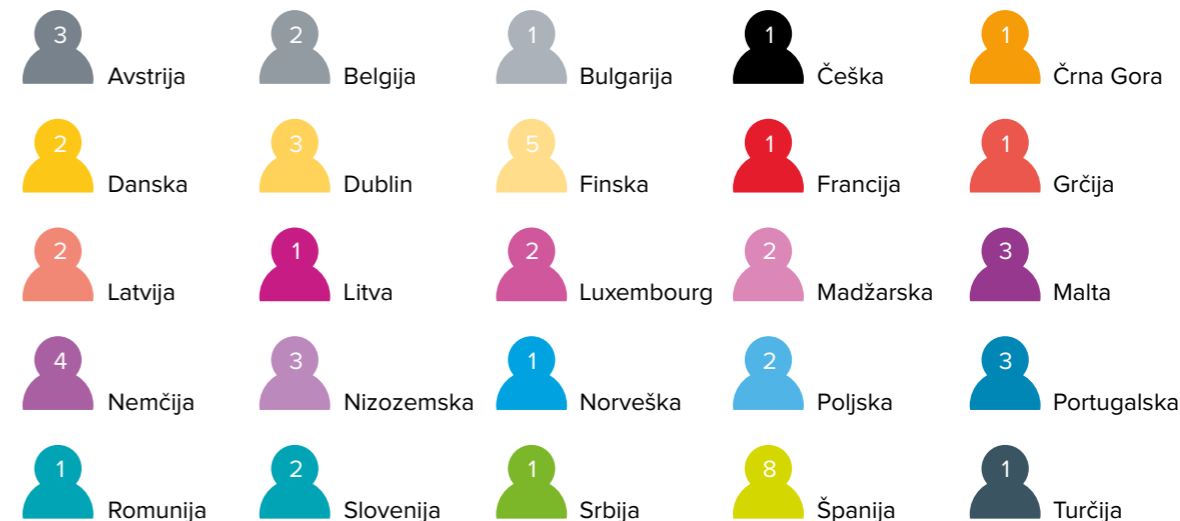 3 Avstrija
2 Belgija
1 Bulgarija
1 Češka
1 Črna Gora
2 Danska
3 Dublin
5 Finska
1 Francija
1 Grčija
2 Latvija
1 Litva
2 Luxembourg
2 Madžarska
3 Malta
4 Nemčija
3 Nizozemska
1 Norveška
2 Poljska
3 Portugalska
1 Romunija
2 Slovenija
1 Srbija
8 Španija
1 Turčija